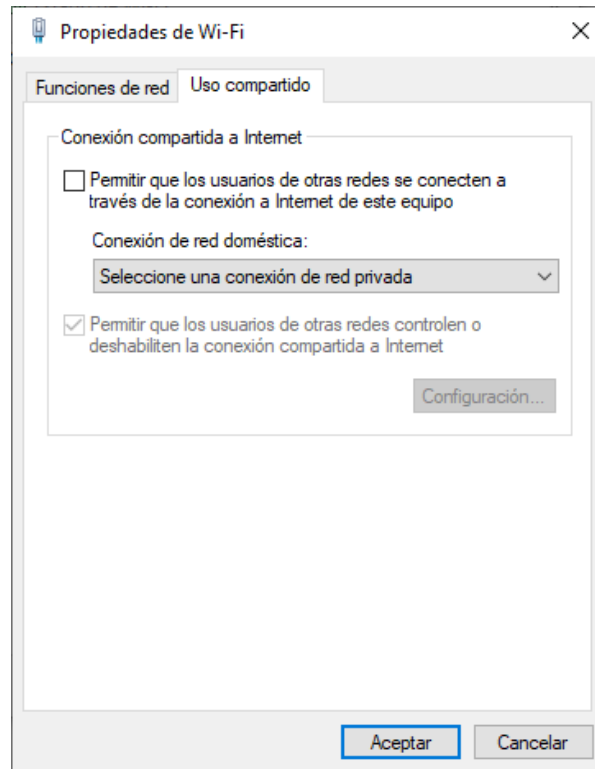 Propiedades de Wi-Fi
Funciones de red
Uso compartido
Conexión compartida a Internet
Permitir que los usuarios de otras redes se conecten a
través de la conexión a Internet de este equipo
Conexión de red doméstica:
Seleccione una conexión de red privada
Permitir que los usuarios de otras redes controlen o
deshabiliten la conexión compartida a Internet
Configuración...
Aceptar
Cancelar